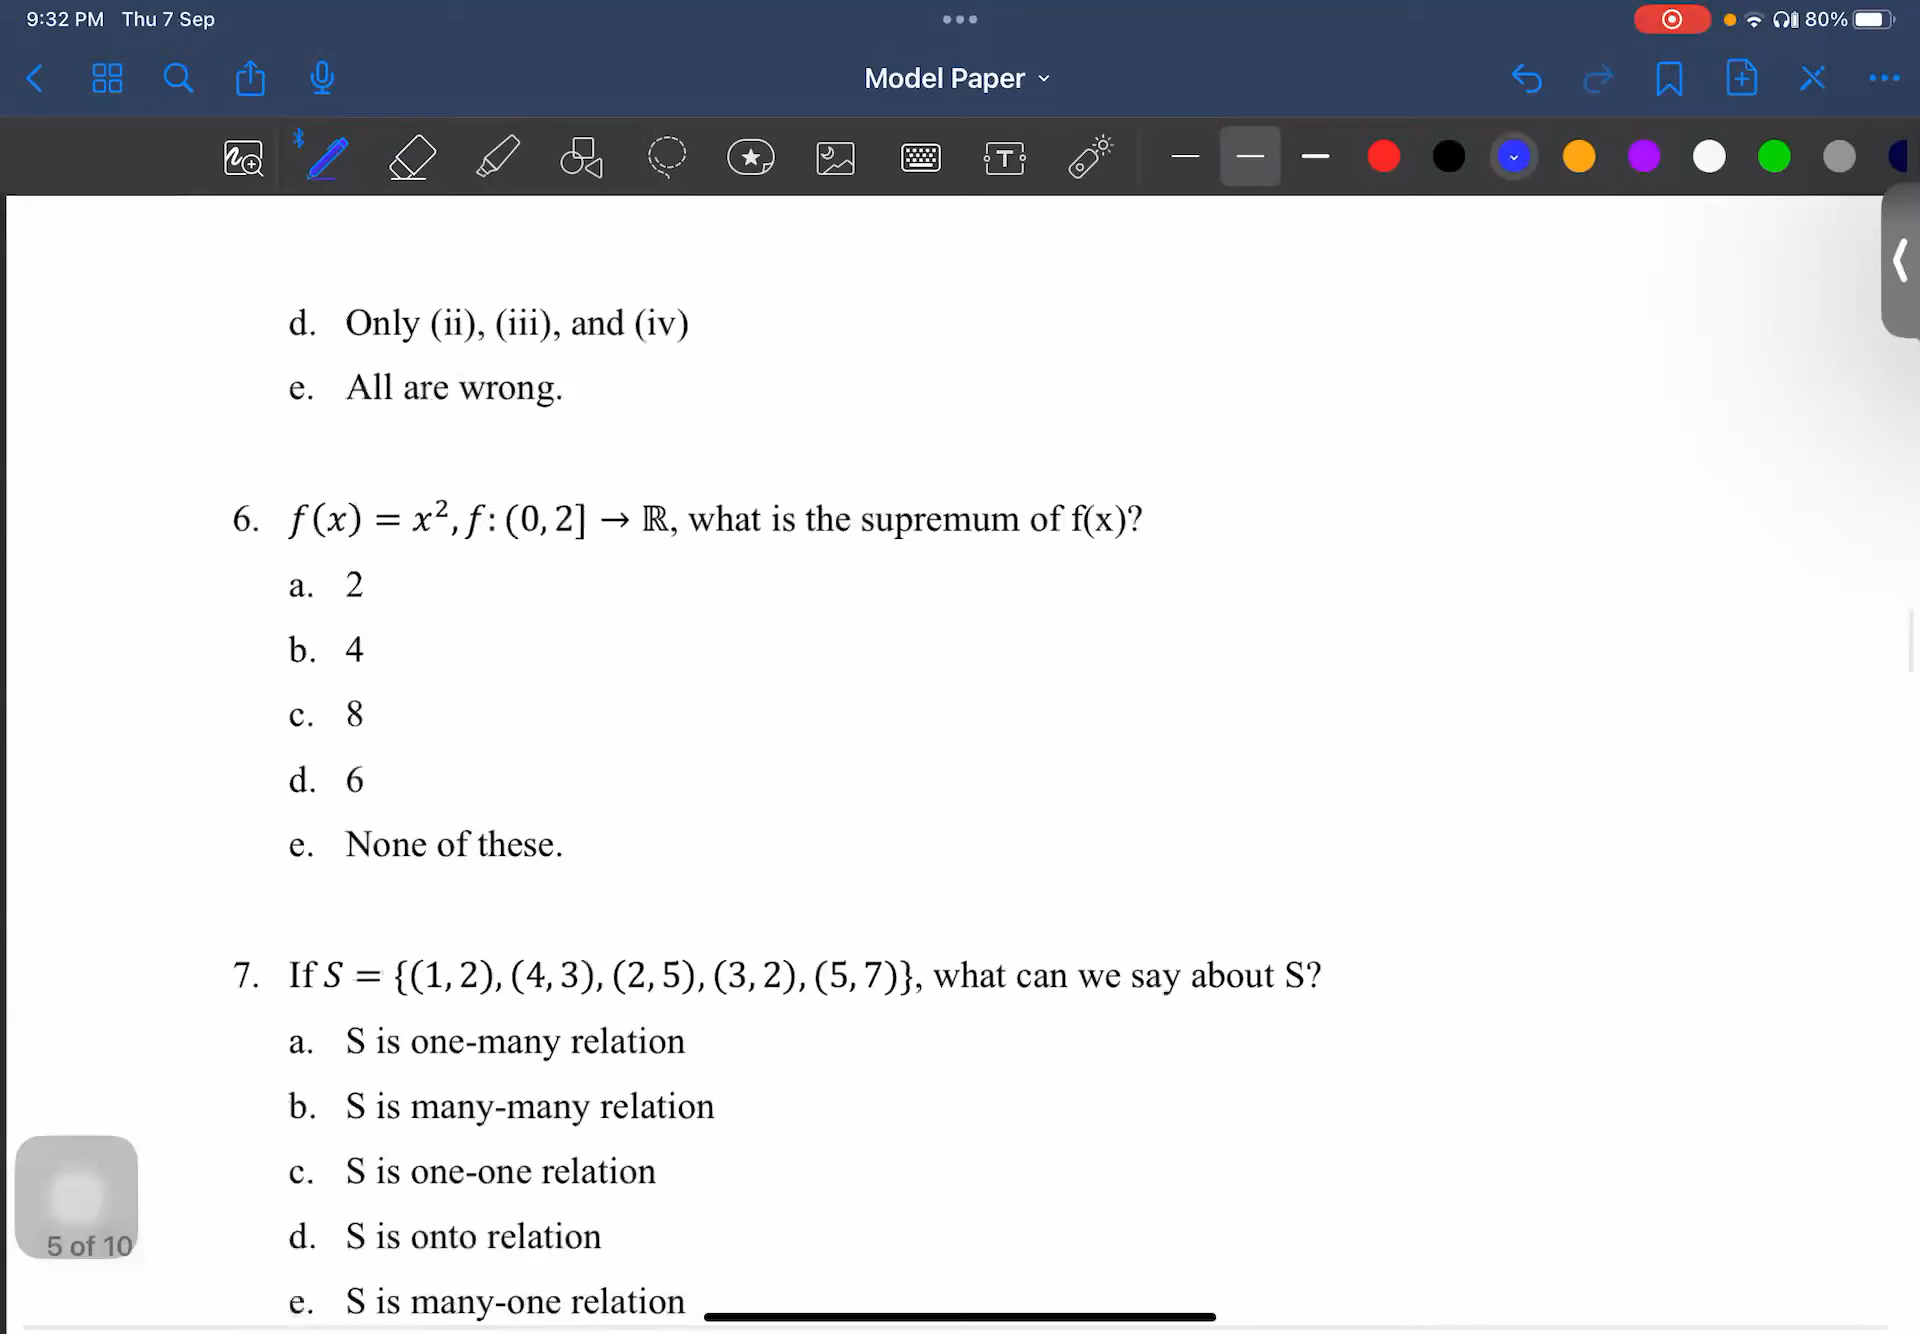 9:32 PM Thu 7 Sep
80%
Model Paper
T
d. Only (ii), (iii), and (iv)
e. All are wrong.
6. f(x) = x², f: (0, 2] → ℝ, what is the supremum of f(x)?
a. 2
b. 4
c. 8
d. 6
e. None of these.
7. If S = {(1, 2), (4, 3), (2, 5), (3, 2), (5, 7)}, what can we say about S?
a. S is one-many relation
b. S is many-many relation
c. S is one-one relation
d. S is onto relation
e. S is many-one relation
5 of 10